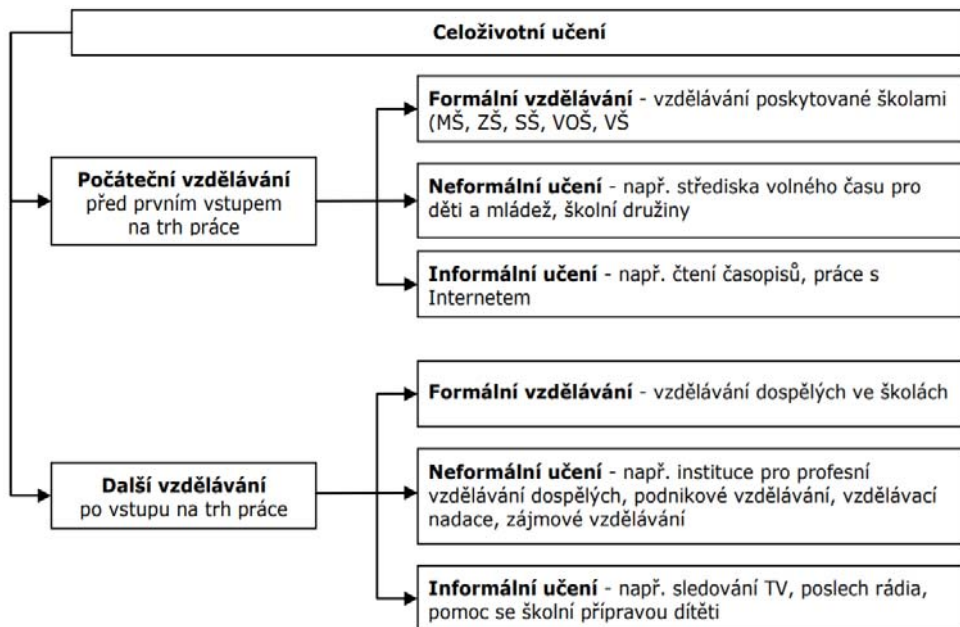 Celoživotní učení
Formální vzdělávání - vzdělávání poskytované školami
(MŠ, ZŠ, SŠ, VOŠ, VŠ
Počáteční vzdělávání
před prvním vstupem
na trh práce
Neformální učení - např. střediska volného času pro
děti a mládež, školní družiny
Informální učení - např. čtení časopisů, práce s
Internetem
Formální vzdělávání - vzdělávání dospělých ve školách
Další vzdělávání
po vstupu na trh práce
Neformální učení - např. instituce pro profesní
vzdělávání dospělých, podnikové vzdělávání, vzdělávací
nadace, zájmové vzdělávání
Informální učení - např. sledování TV, poslech rádia,
pomoc se školní přípravou dítěti